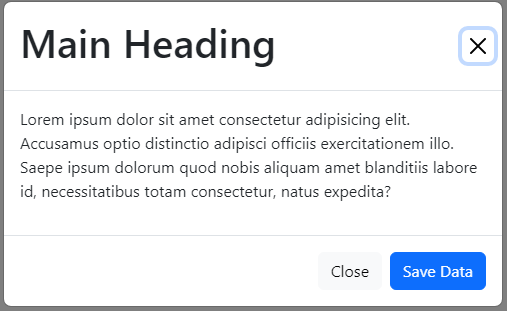 Main Heading
Lorem ipsum dolor sit amet consectetur adipisicing elit.
Accusamus optio distinctio adipisci officiis exercitationem illo.
Saepe ipsum dolorum quod nobis aliquam amet blanditiis labore
id, necessitatibus totam consectetur, natus expedita?
Close
Save Data